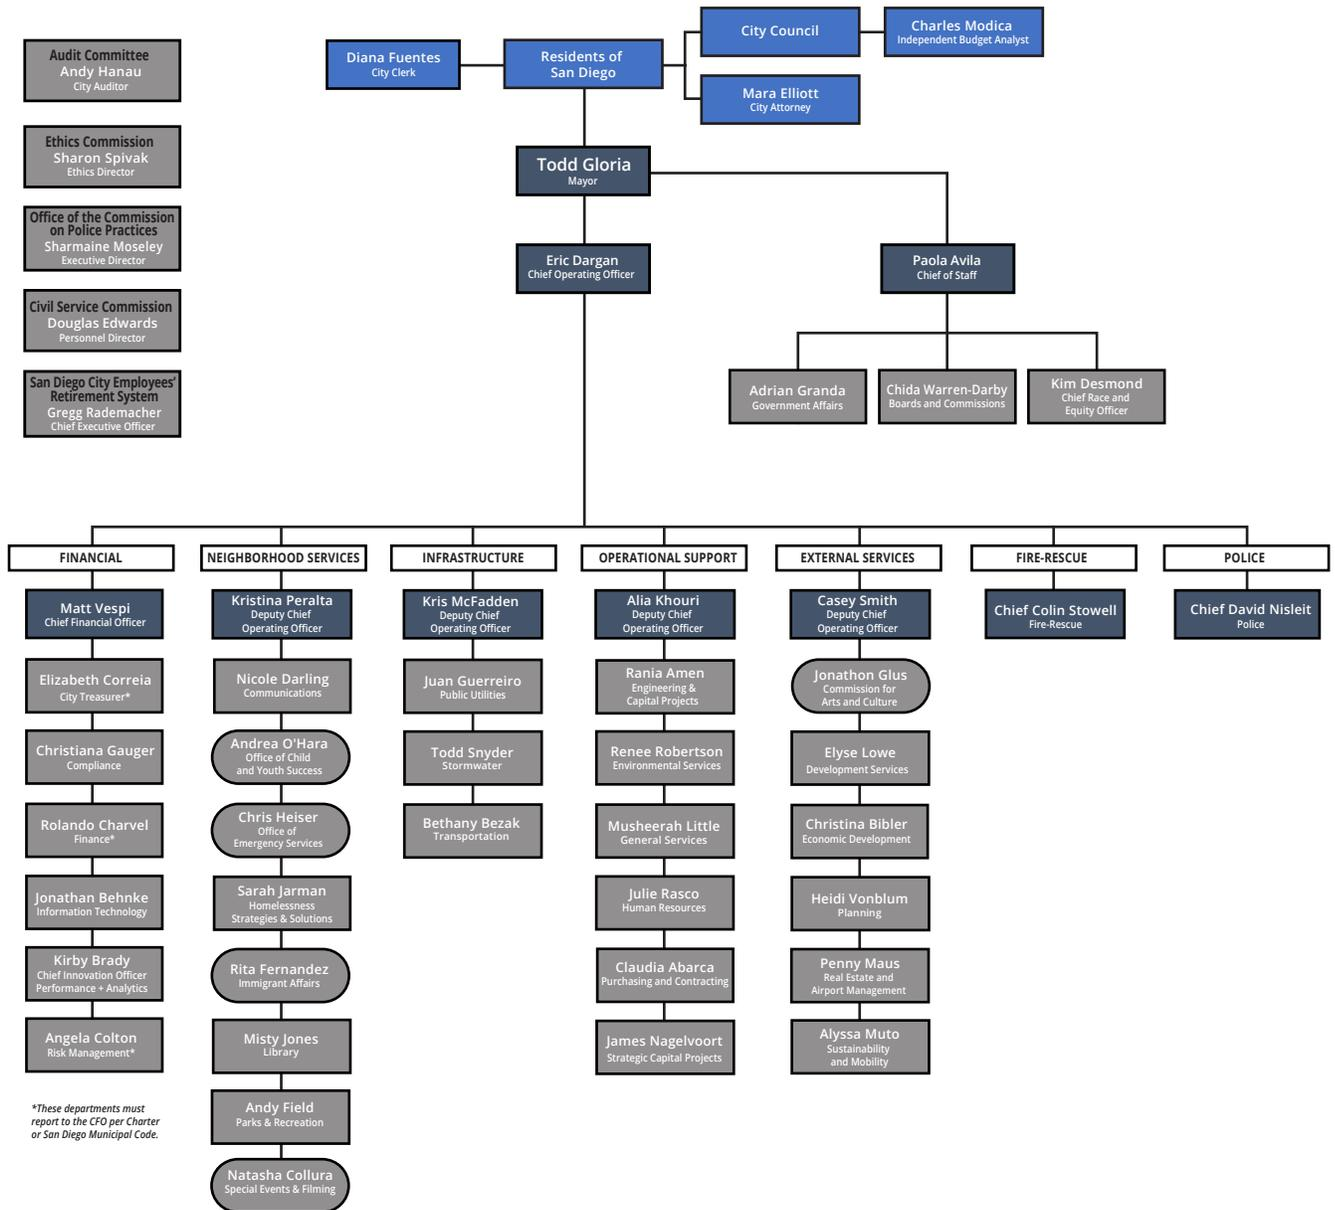 Audit Committee
Andy Hanau
City Auditor
Ethics Commission
Sharon Spivak
Ethics Director
Office of the Commission
on Police Practices
Sharmaine Moseley
Executive Director
Civil Service Commission
Douglas Edwards
Personnel Director
San Diego City Employees'
Retirement System
Gregg Rademacher
Chief Executive Officer
Diana Fuentes
City Clerk
Residents of
San Diego
City Council
Charles Modica
Independent Budget Analyst
Mara Elliott
City Attorney
Todd Gloria
Mayor
Eric Dargan
Chief Operating Officer
Paola Avila
Chief of Staff
Adrian Granda
Government Affairs
Chida Warren-Darby
Boards and Commissions
Kim Desmond
Chief Race and
Equity Officer
FINANCIAL
Matt Vespi
Chief Financial Officer
Elizabeth Correia
City Treasurer*
Christiana Gauger
Compliance
Rolando Charvel
Finance*
Jonathan Behnke
Information Technology
Kirby Brady
Chief Innovation Officer
Performance + Analytics
Angela Colton
Risk Management*
*These departments must
report to the CFO per Charter
or San Diego Municipal Code.
NEIGHBORHOOD SERVICES
Kristina Peralta
Deputy Chief
Operating Officer
Nicole Darling
Communications
Andrea O'Hara
Office of Child
and Youth Success
Chris Heiser
Office of
Emergency Services
Sarah Jarman
Homelessness
Strategies & Solutions
Rita Fernandez
Immigrant Affairs
Misty Jones
Library
Andy Field
Parks & Recreation
Natasha Collura
Special Events & Filming
INFRASTRUCTURE
Kris McFadden
Deputy Chief
Operating Officer
Juan Guerreiro
Public Utilities
Todd Snyder
Stormwater
Bethany Bezak
Transportation
OPERATIONAL SUPPORT
Alia Khouri
Deputy Chief
Operating Officer
Rania Amen
Engineering &
Capital Projects
Renee Robertson
Environmental Services
Musheerah Little
General Services
Julie Rasco
Human Resources
Claudia Abarca
Purchasing and Contracting
James Nagelvoort
Strategic Capital Projects
EXTERNAL SERVICES
Casey Smith
Deputy Chief
Operating Officer
Jonathon Glus
Commission for
Arts and Culture
Elyse Lowe
Development Services
Christina Bibler
Economic Development
Heidi Vonblum
Planning
Penny Maus
Real Estate and
Airport Management
Alyssa Muto
Sustainability
and Mobility
FIRE-RESCUE
Chief Colin Stowell
Fire-Rescue
POLICE
Chief David Nisleit
Police